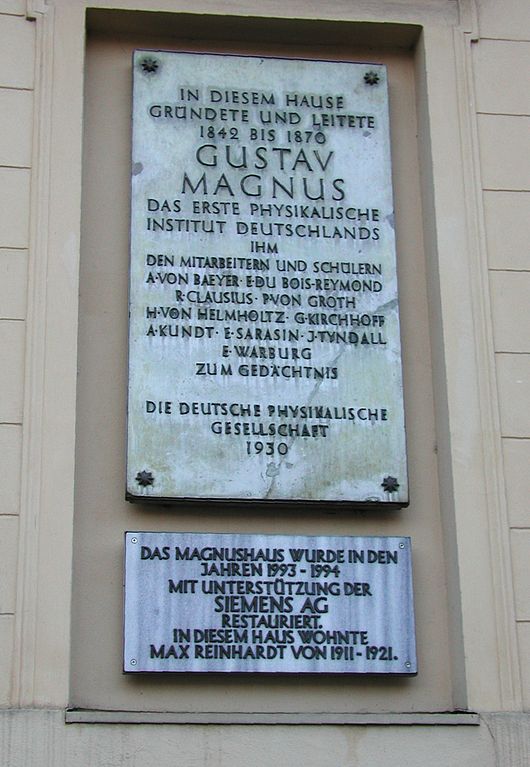 IN DIESEM HAUSE
GRÜNDETE UND LEITETE
1842 BIS 1870
GUSTAV
MAGNUS
DAS ERSTE PHYSIKALISCHE
INSTITUT DEUTSCHLANDS
IHM
DEN MITARBEITERN UND SCHÜLERN
A·VON BAEYER·E·DU BOIS-REYMOND
R·CLAUSIUS·P·VON GROTH
H·VON HELMHOLTZ·G·KIRCHHOFF
A·KUNDT·E·SARASIN·J·TYNDALL
E·WARBURG
ZUM GEDÄCHTNIS
DIE DEUTSCHE PHYSIKALISCHE
GESELLSCHAFT
1930
DAS MAGNUSHAUS WURDE IN DEN
JAHREN 1993 - 1994
MIT UNTERSTÜTZUNG DER
SIEMENS AG
RESTAURIERT.
IN DIESEM HAUS WOHNTE
MAX REINHARDT VON 1911 - 1921.